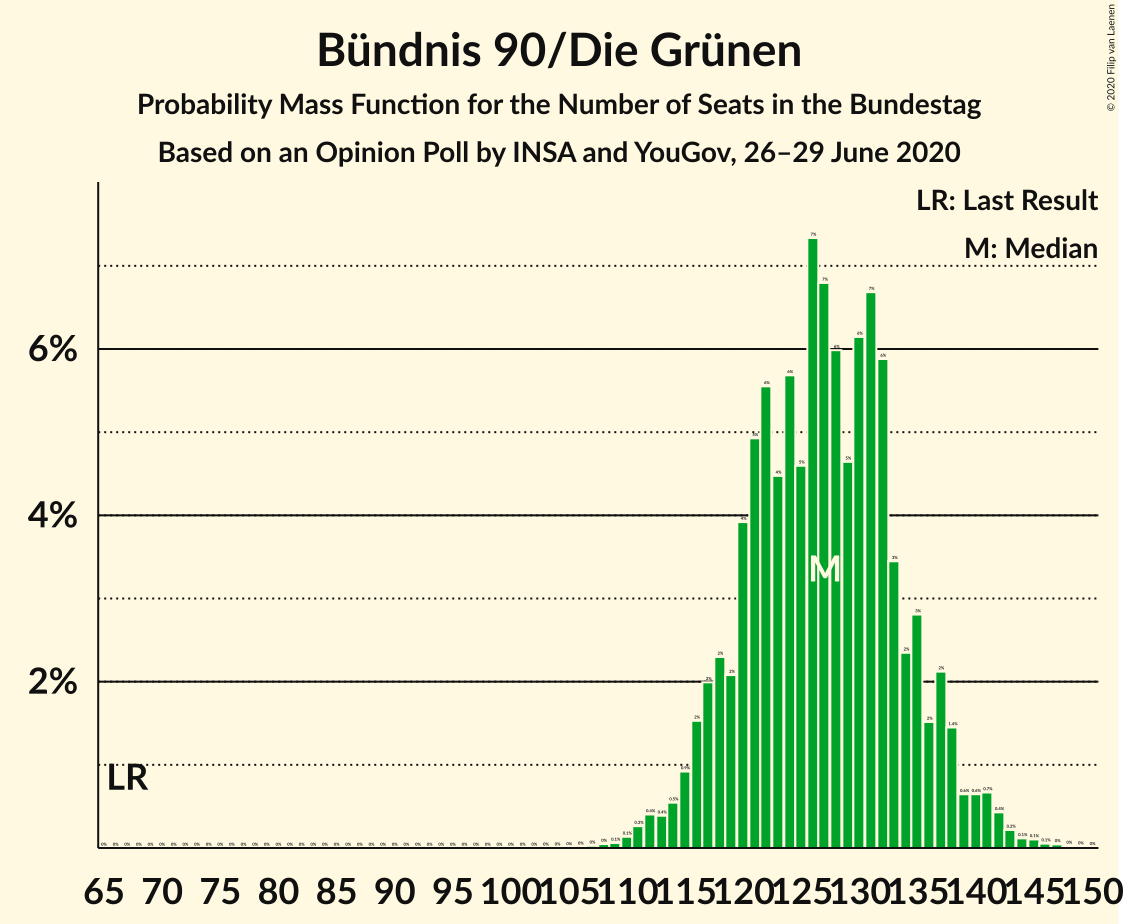 Bündnis 90/Die Grünen
Probability Mass Function for the Number of Seats in the Bundestag
Based on an Opinion Poll by INSA and YouGov, 26–29 June 2020
© 2020 Filip van Laenen
LR: Last Result
M: Median
6%
4%
2%
LR
M
65 70 75 80 85 90 95 100 105 110 115 120 125 130 135 140 145 150